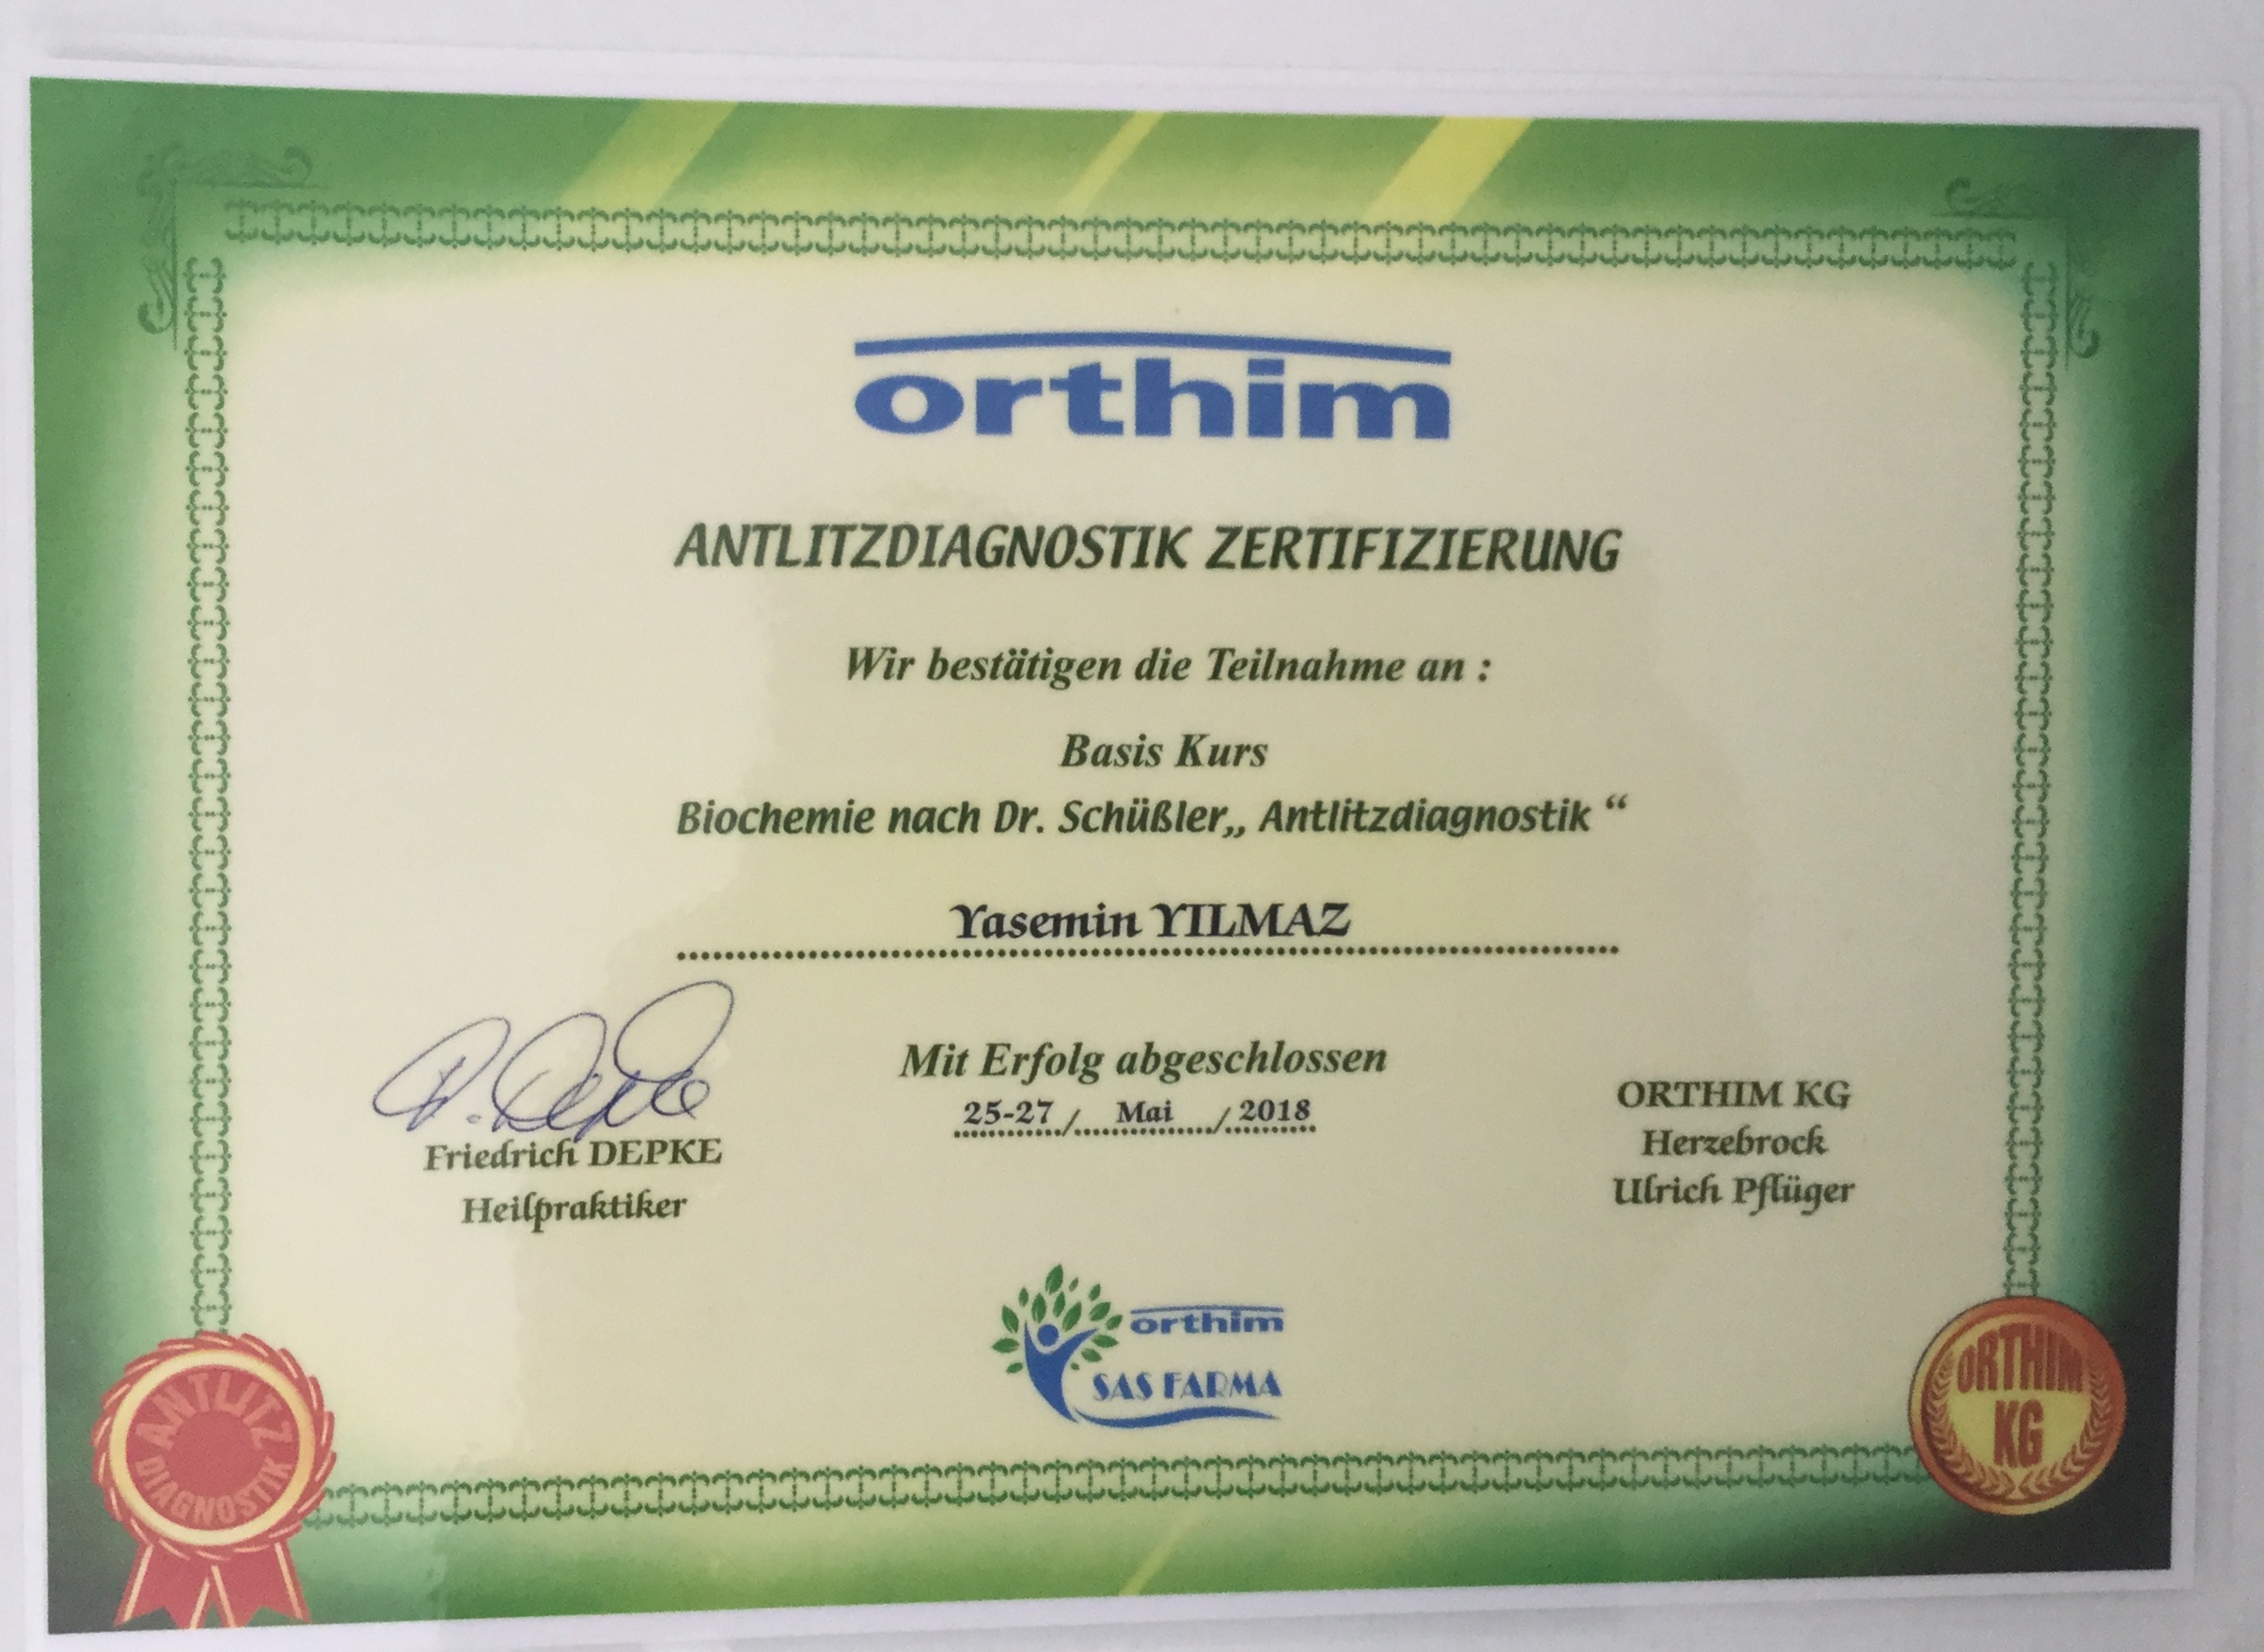 orthim
ANTLITZDIAGNOSTIK ZERTIFIZIERUNG
Wir bestätigen die Teilnahme an :
Basis Kurs
Biochemie nach Dr. Schüßler„ Antlitzdiagnostik “
Yasemin YILMAZ
F. Depke
Friedrich DEPKE
Heilpraktiker
Mit Erfolg abgeschlossen
25-27 / Mai / 2018
ORTHIM KG
Herzebrock
Ulrich Pflüger
orthim
SAS FARMA
ANTLITZ
DIAGNOSTIK
ORTHIM
KG